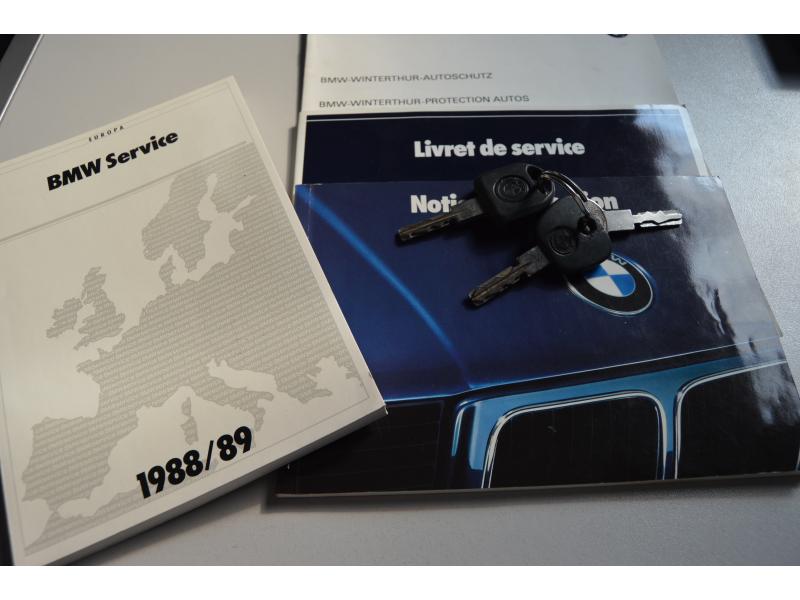 EUROPA
BMW Service
1988/89
BMW-WINTERTHUR-AUTOSCHUTZ
BMW-WINTERTHUR-PROTECTION AUTOS
Livret de service